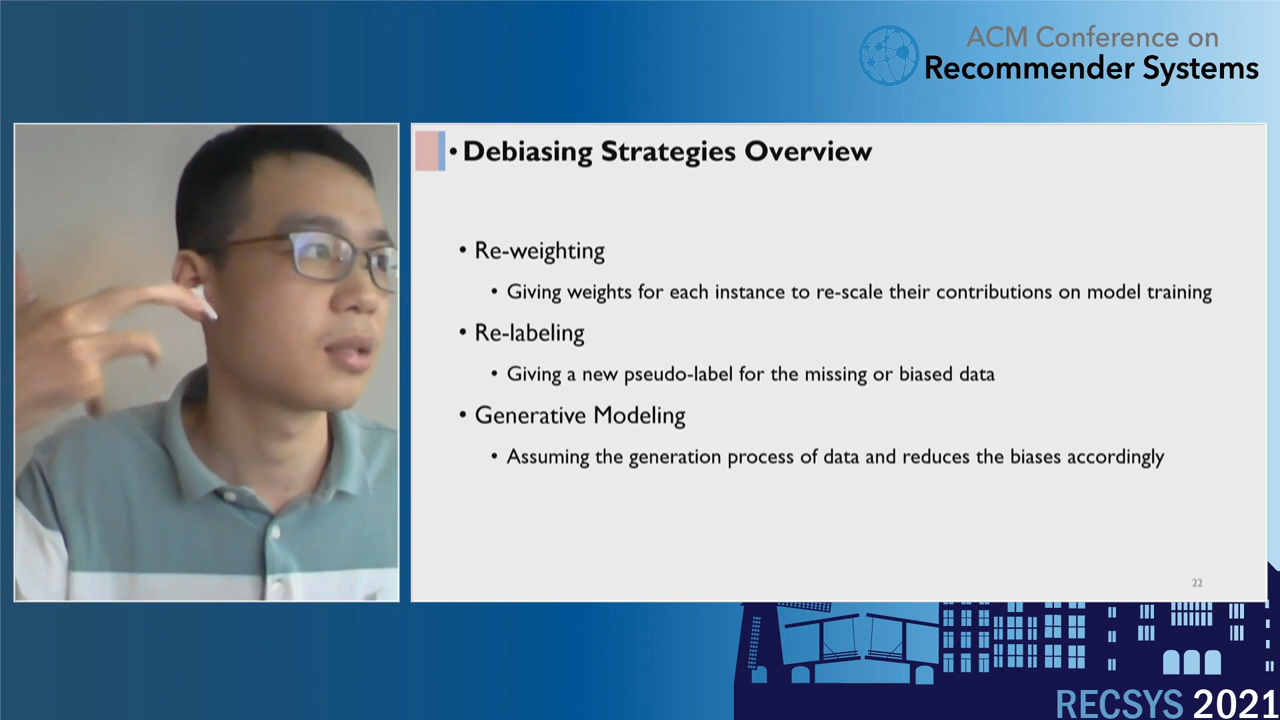 ACM Conference on
Recommender Systems
• Debiasing Strategies Overview
• Re-weighting
• Giving weights for each instance to re-scale their contributions on model training
• Re-labeling
• Giving a new pseudo-label for the missing or biased data
• Generative Modeling
• Assuming the generation process of data and reduces the biases accordingly
22
RECSYS 2021